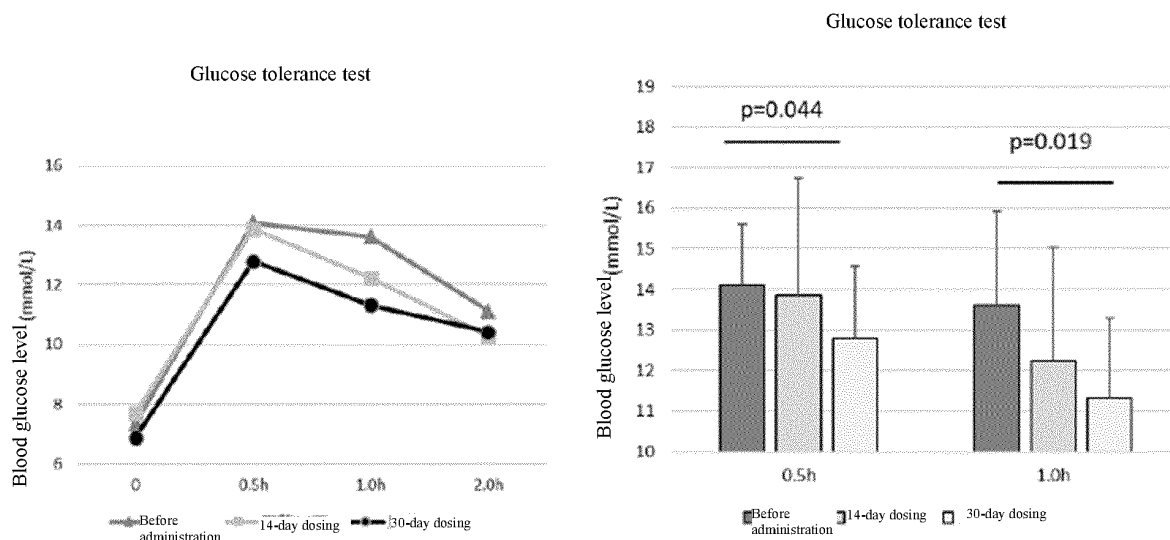 Glucose tolerance test
Blood glucose level(mmol/L)
16
14
12
10
8
6
0 0.5h 1.0h 2.0h
Before administration 14-day dosing 30-day dosing
Glucose tolerance test
Blood glucose level(mmol/L)
19
18
17
16
15
14
13
12
11
10
p=0.044
p=0.019
0.5h 1.0h
Before administration 14-day dosing 30-day dosing